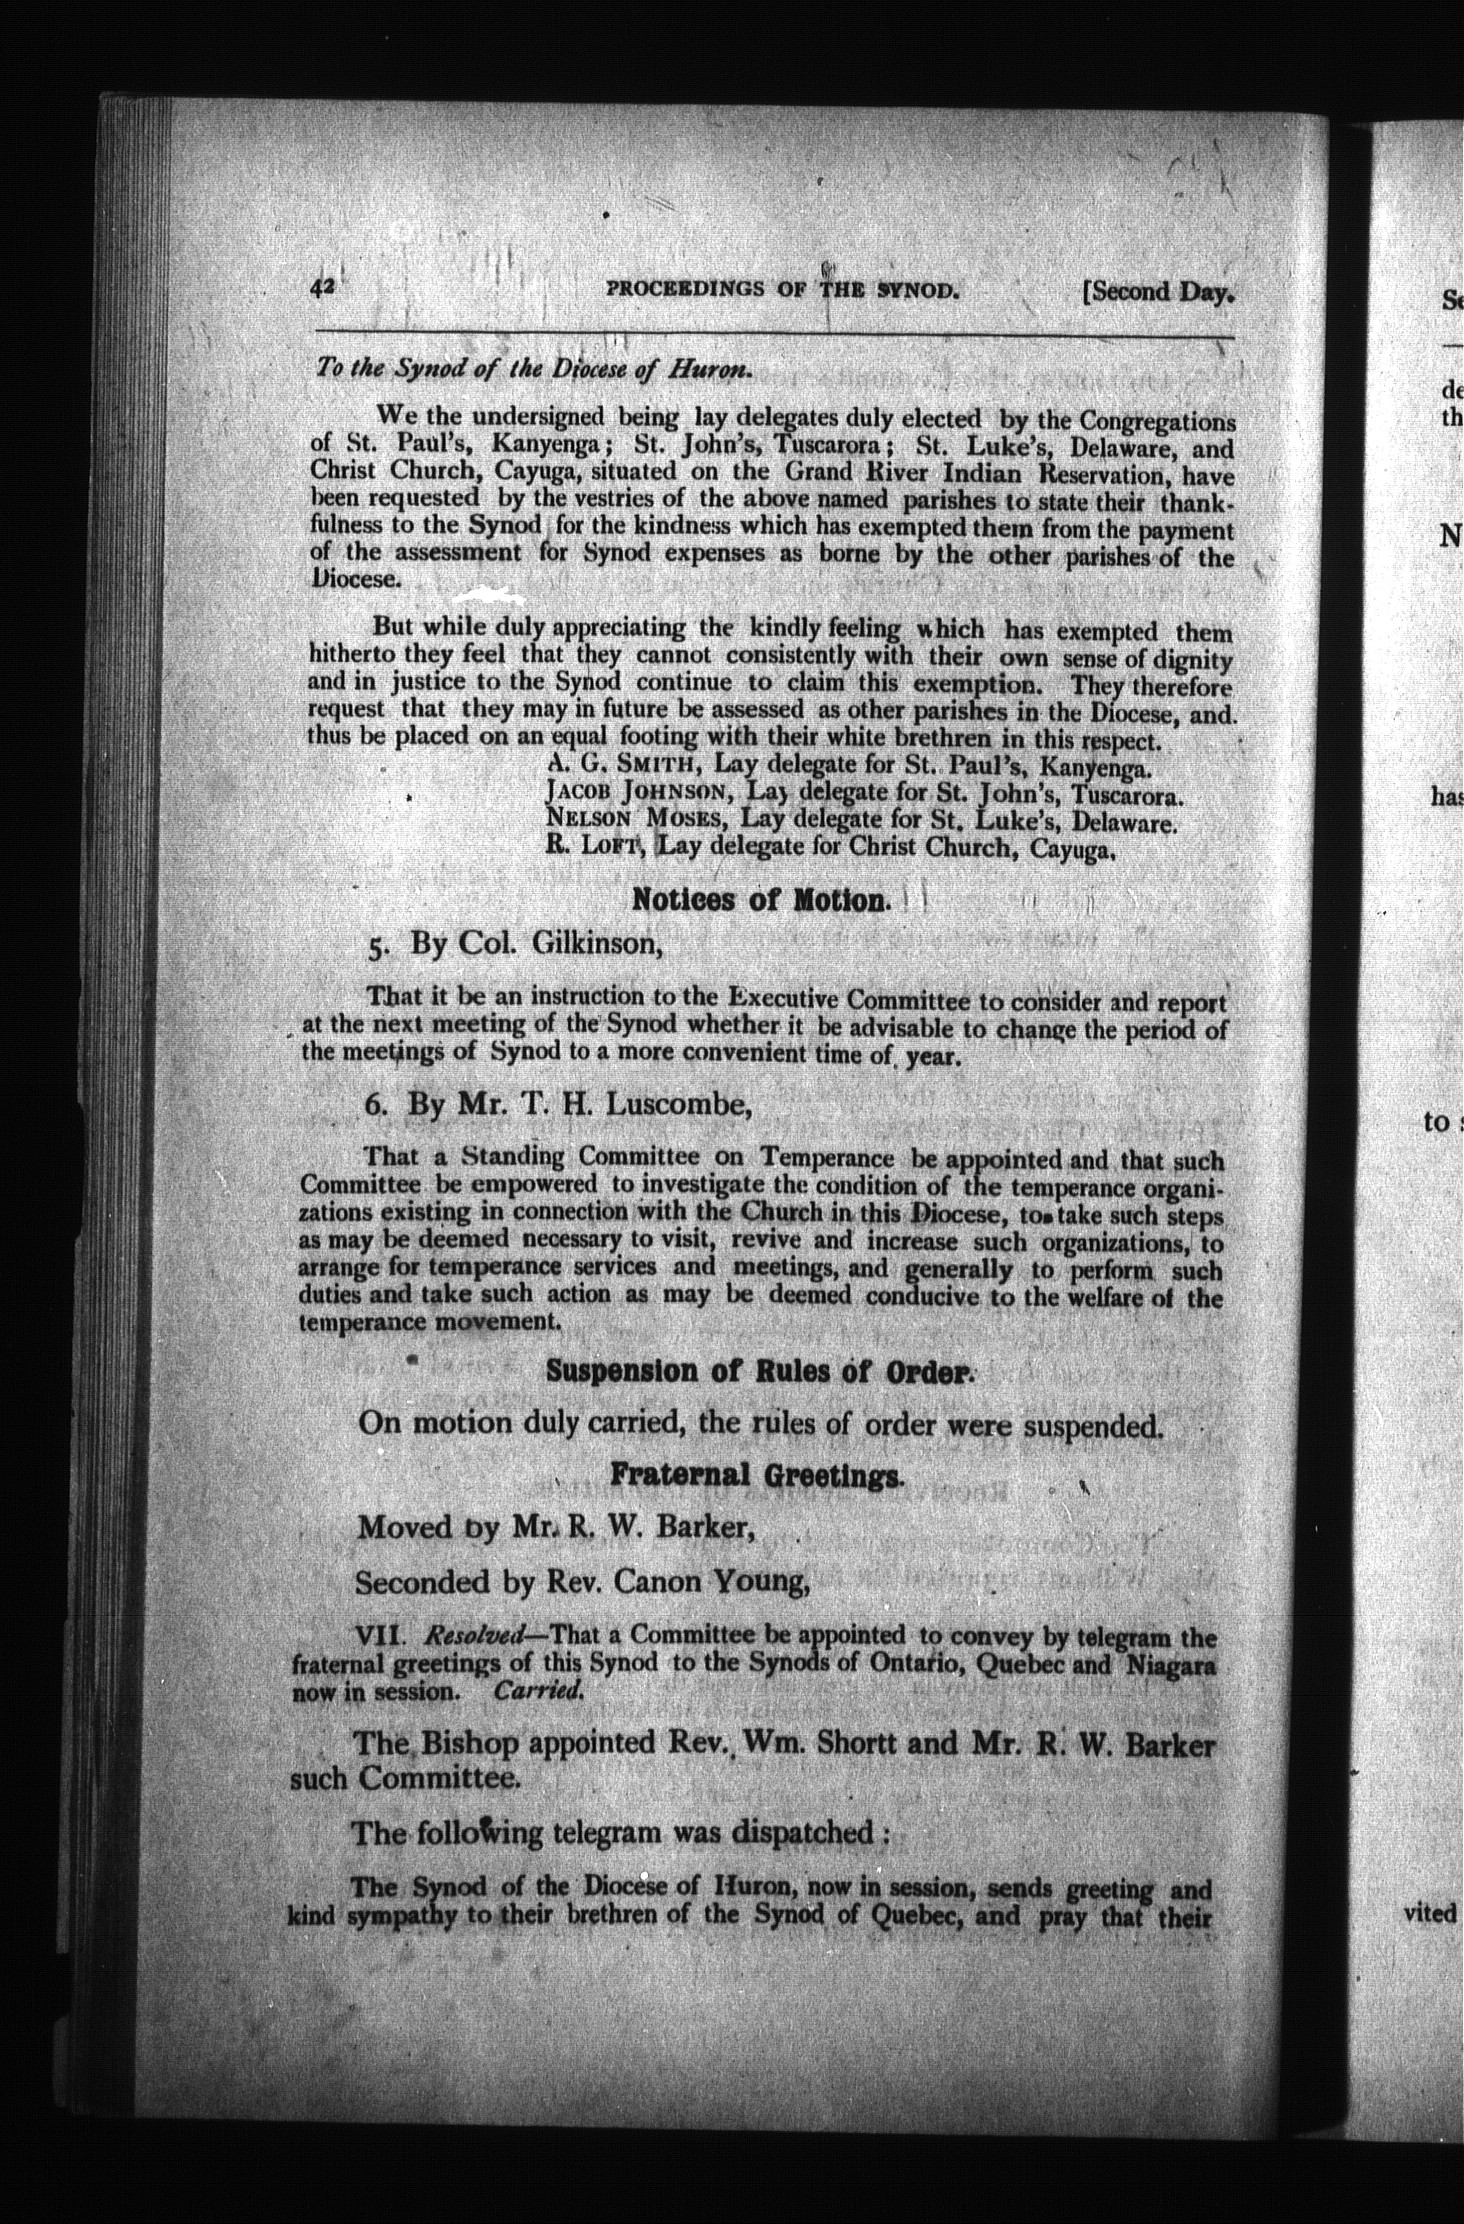 42 PROCEEDINGS OF THE SYNOD. [Second Day.
To the Synod of the Diocese of Huron.
We the undersigned being lay delegates duly elected by the Congregations
of St. Paul's, Kanyenga; St. John's, Tuscarora; St. Luke's, Delaware, and
Christ Church, Cayuga, situated on the Grand River Indian Reservation, have
been requested by the vestries of the above named parishes to state their thank-
fulness to the Synod for the kindness which has exempted them from the payment
of the assessment for Synod expenses as borne by the other parishes of the
Diocese.
But while duly appreciating the kindly feeling which has exempted them
hitherto they feel that they cannot consistently with their own sense of dignity
and in justice to the Synod continue to claim this exemption. They therefore
request that they may in future be assessed as other parishes in the Diocese, and
thus be placed on an equal footing with their white brethren in this respect.
A. G. SMITH, Lay delegate for St. Paul's, Kanyenga.
JACOB JOHNSON, Lay delegate for St. John's, Tuscarora.
NELSON MOSES, Lay delegate for St. Luke's, Delaware.
R. LOFT, Lay delegate for Christ Church, Cayuga.
Notices of Motion.
5. By Col. Gilkinson,
That it be an instruction to the Executive Committee to consider and report
at the next meeting of the Synod whether it be advisable to change the period of
the meetings of Synod to a more convenient time of year.
6. By Mr. T. H. Luscombe,
That a Standing Committee on Temperance be appointed and that such
Committee be empowered to investigate the condition of the temperance organi-
zations existing in connection with the Church in this Diocese, to take such steps
as may be deemed necessary to visit, revive and increase such organizations, to
arrange for temperance services and meetings, and generally to perform such
duties and take such action as may be deemed conducive to the welfare of the
temperance movement.
Suspension of Rules of Order.
On motion duly carried, the rules of order were suspended.
Fraternal Greetings.
Moved by Mr. R. W. Barker,
Seconded by Rev. Canon Young,
VII. Resolved—That a Committee be appointed to convey by telegram the
fraternal greetings of this Synod to the Synods of Ontario, Quebec and Niagara
now in session. Carried.
The Bishop appointed Rev. Wm. Shortt and Mr. R. W. Barker
such Committee.
The following telegram was dispatched :
The Synod of the Diocese of Huron, now in session, sends greeting and
kind sympathy to their brethren of the Synod of Quebec, and pray that their
has
to
vited